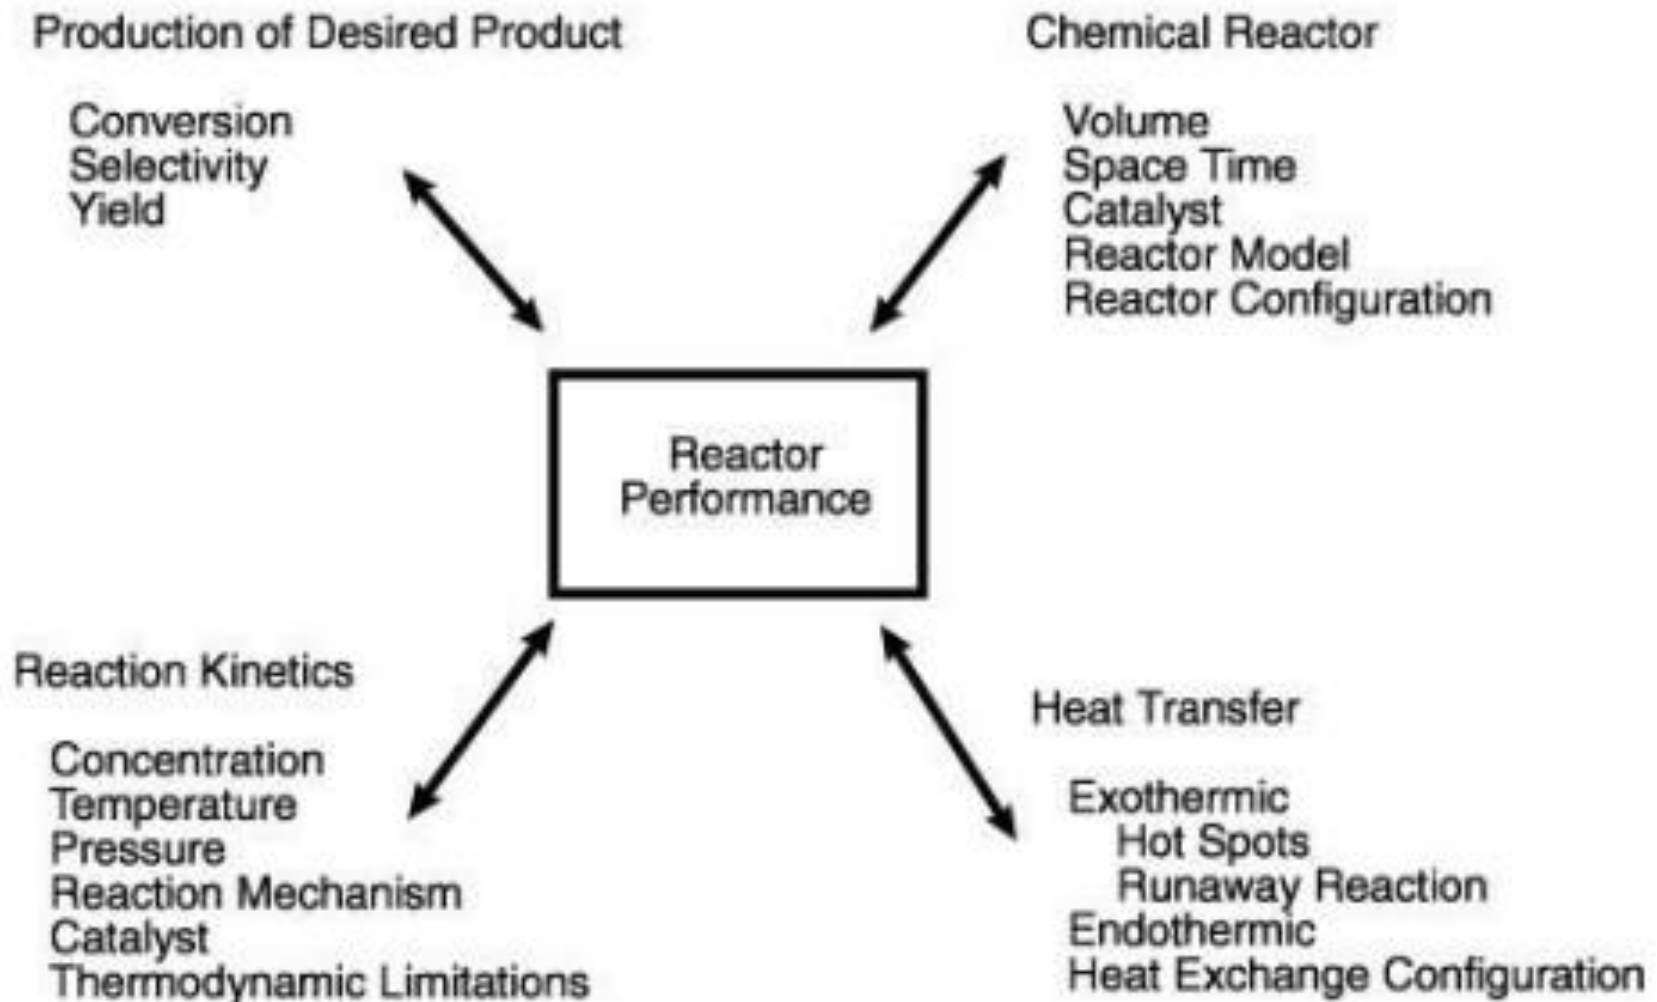 Production of Desired Product
Conversion
Selectivity
Yield
Chemical Reactor
Volume
Space Time
Catalyst
Reactor Model
Reactor Configuration
Reactor
Performance
Reaction Kinetics
Concentration
Temperature
Pressure
Reaction Mechanism
Catalyst
Thermodynamic Limitations
Heat Transfer
Exothermic
Hot Spots
Runaway Reaction
Endothermic
Heat Exchange Configuration